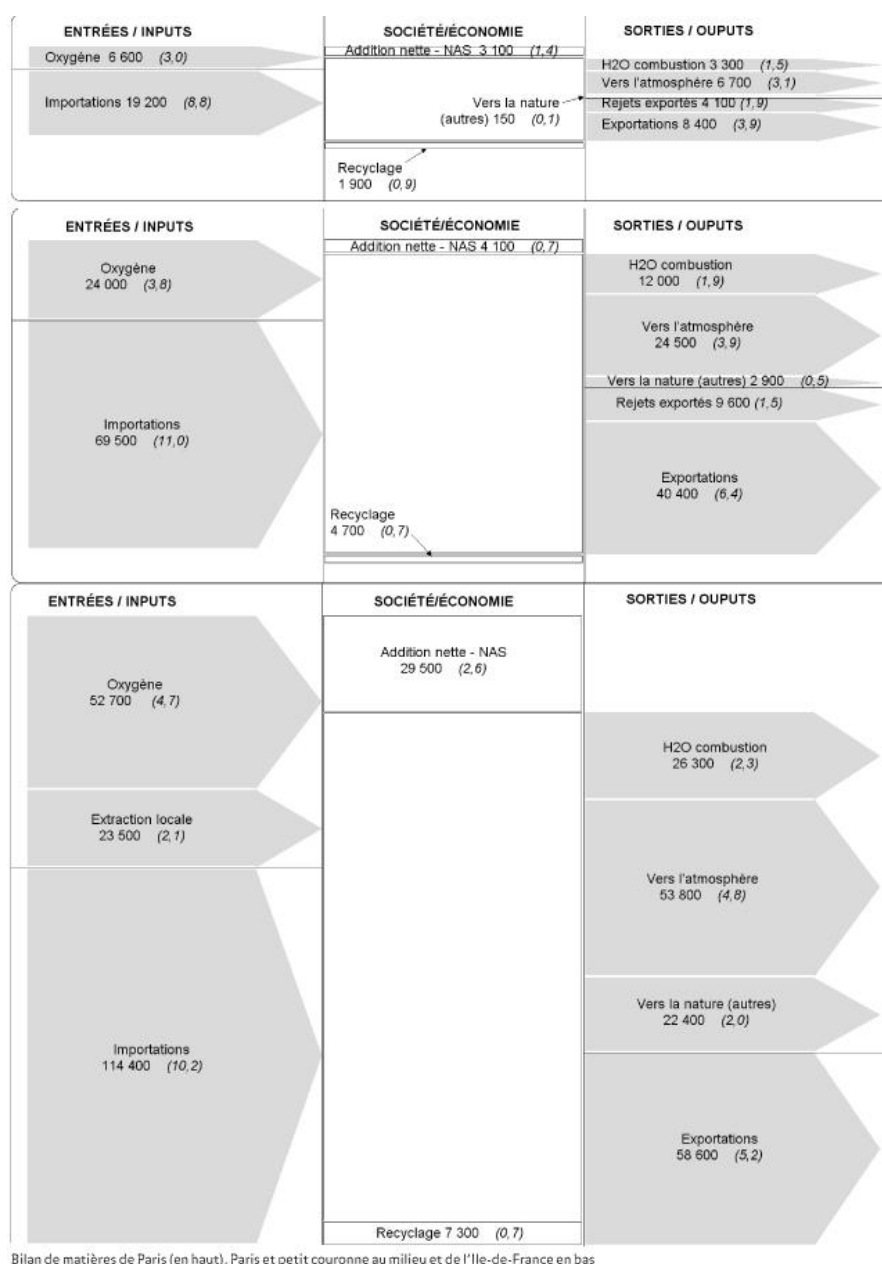 ENTRÉES / INPUTS
SOCIÉTÉ/ÉCONOMIE
SORTIES / OUPUTS
Oxygène 6 600 (3,0)
Addition nette - NAS 3 100 (1,4)
H2O combustion 3 300 (1,5)
Vers l'atmosphère 6 700 (3,1)
Importations 19 200 (8,8)
Vers la nature
(autres) 150 (0,1)
Rejets exportés 4 100 (1,9)
Exportations 8 400 (3,9)
Recyclage
1 900 (0,9)
ENTRÉES / INPUTS
SOCIÉTÉ/ÉCONOMIE
SORTIES / OUPUTS
Addition nette - NAS 4 100 (0,7)
Oxygène
24 000 (3,8)
H2O combustion
12 000 (1,9)
Vers l'atmosphère
24 500 (3,9)
Vers la nature (autres) 2 900 (0,5)
Rejets exportés 9 600 (1,5)
Importations
69 500 (11,0)
Exportations
40 400 (6,4)
Recyclage
4 700 (0,7)
ENTRÉES / INPUTS
SOCIÉTÉ/ÉCONOMIE
SORTIES / OUPUTS
Addition nette - NAS
29 500 (2,6)
Oxygène
52 700 (4,7)
H2O combustion
26 300 (2,3)
Extraction locale
23 500 (2,1)
Vers l'atmosphère
53 800 (4,8)
Vers la nature (autres)
22 400 (2,0)
Importations
114 400 (10,2)
Exportations
58 600 (5,2)
Recyclage 7 300 (0,7)
Bilan de matières de Paris (en haut), Paris et petit couronne au milieu et de l'Ile-de-France en bas